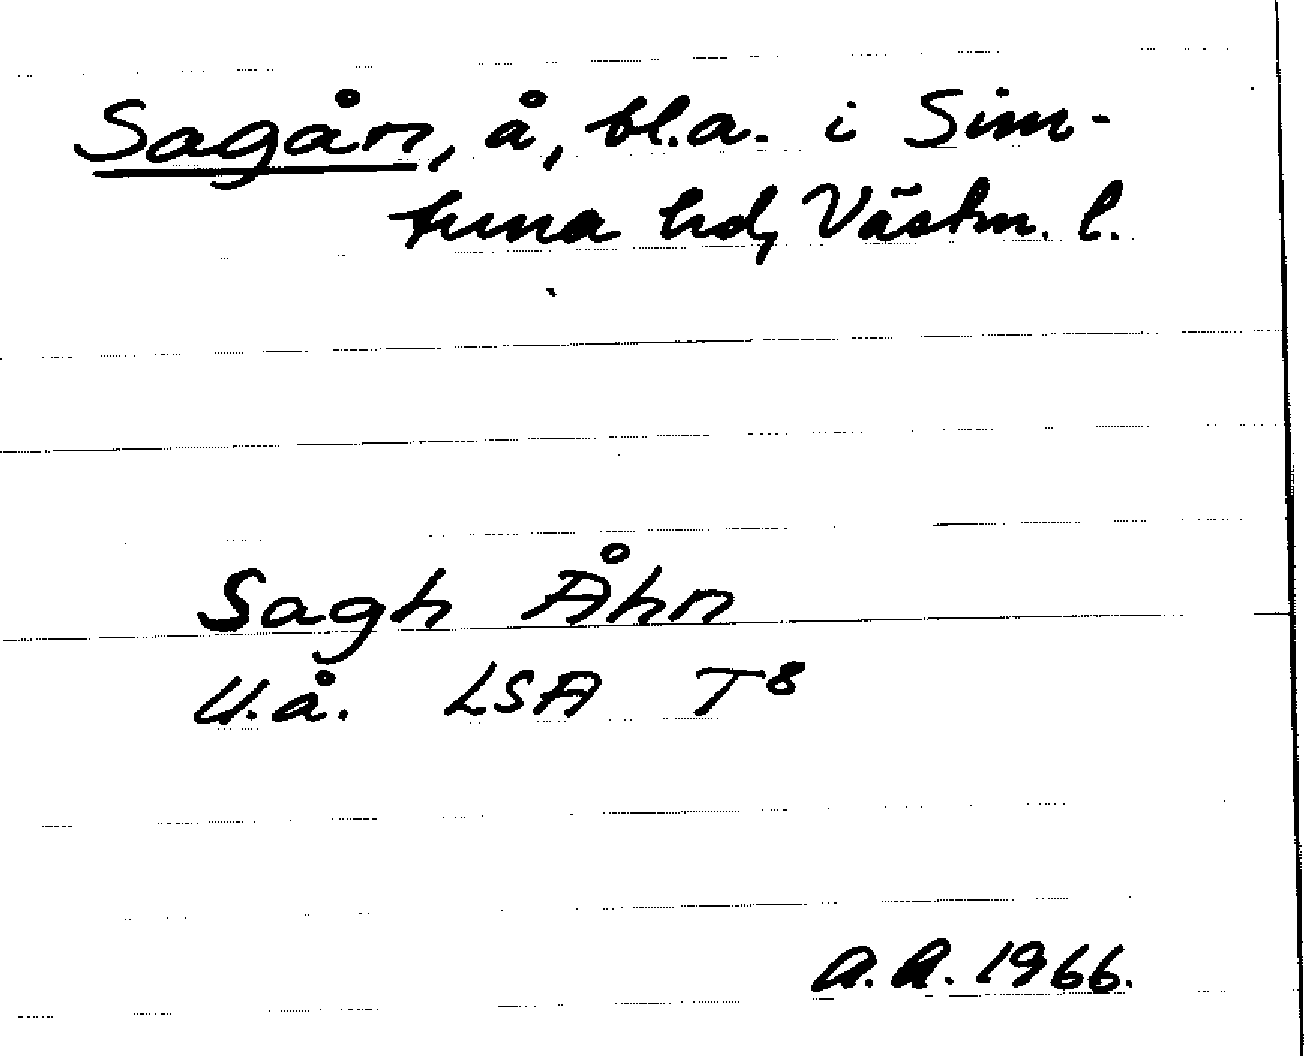 Sagån, å, bl.a. i Sim-
tuna hd, Västm. l.
Sagh Åhn
U.å. LSA T8
A.A. 1966.